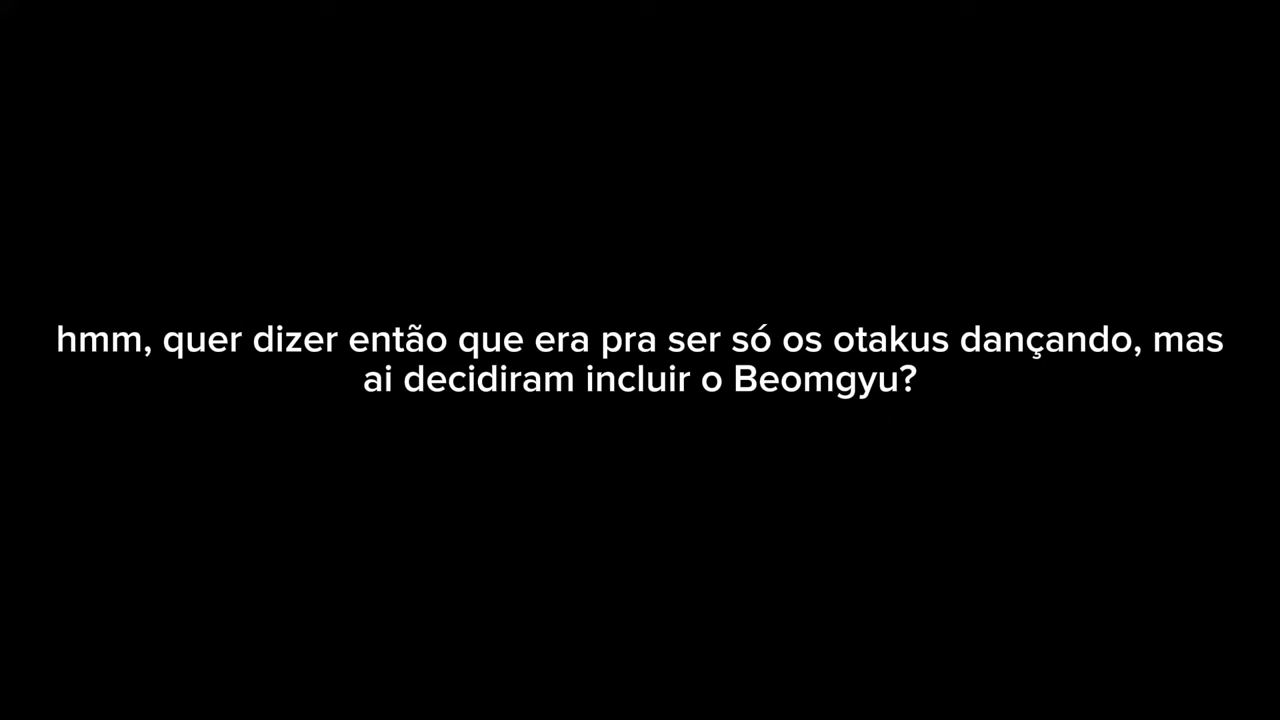 hmm, quer dizer então que era pra ser só os otakus dançando, mas
ai decidiram incluir o Beomgyu?